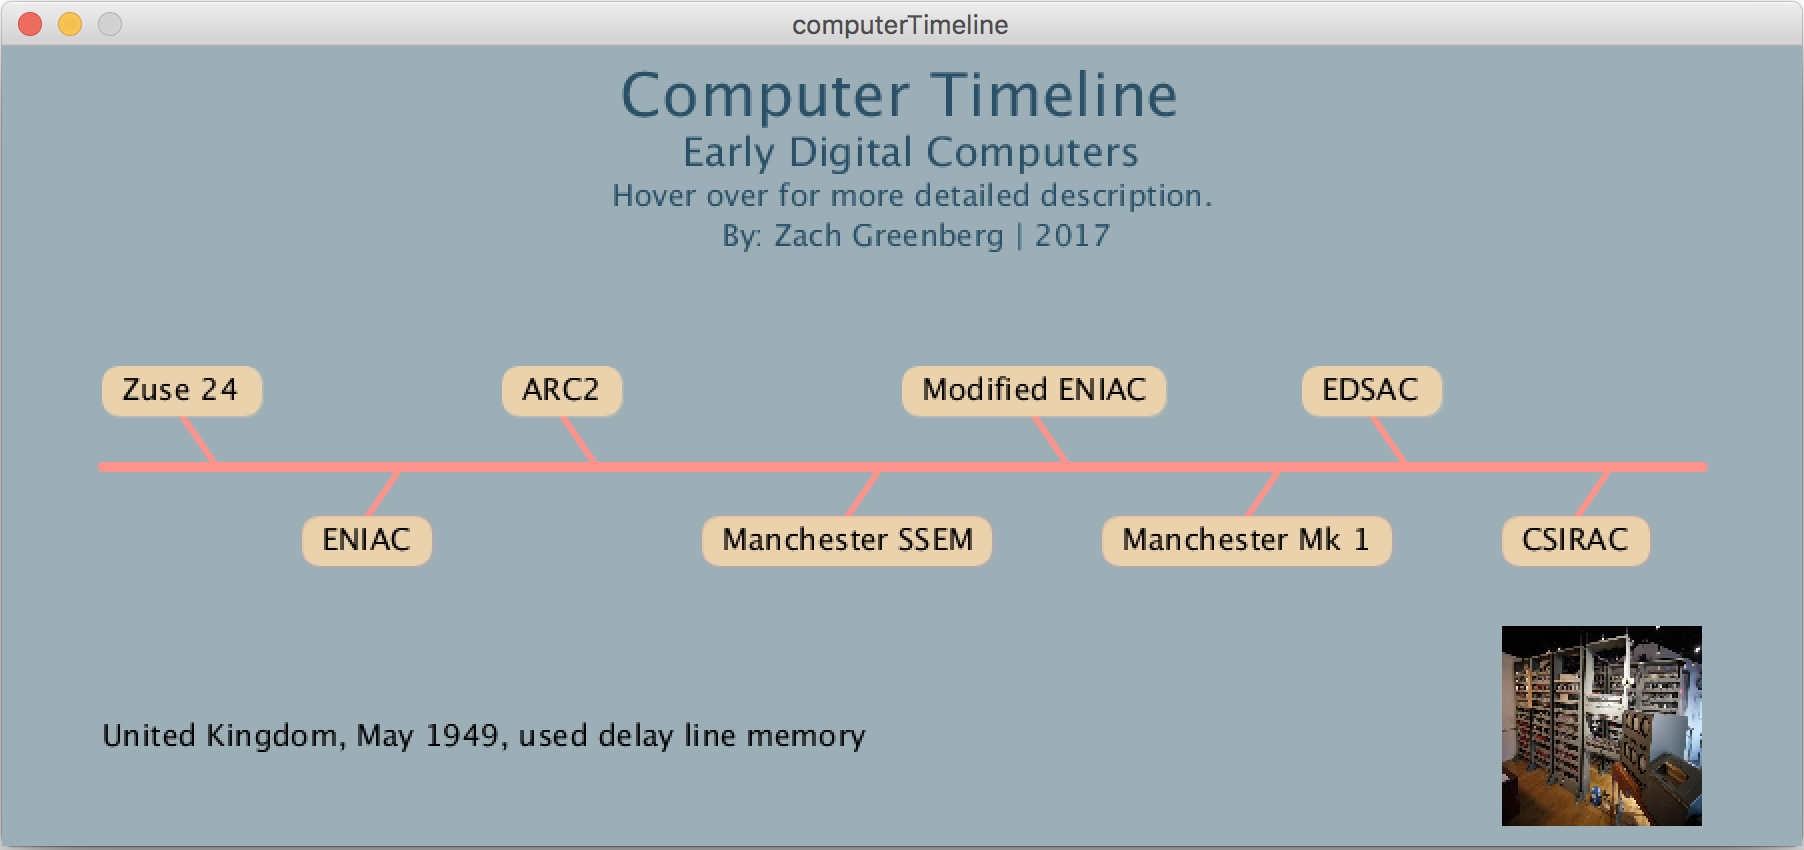 computerTimeline
Computer Timeline
Early Digital Computers
Hover over for more detailed description.
By: Zach Greenberg | 2017
Zuse 24
ARC2
Modified ENIAC
EDSAC
ENIAC
Manchester SSEM
Manchester Mk 1
CSIRAC
United Kingdom, May 1949, used delay line memory